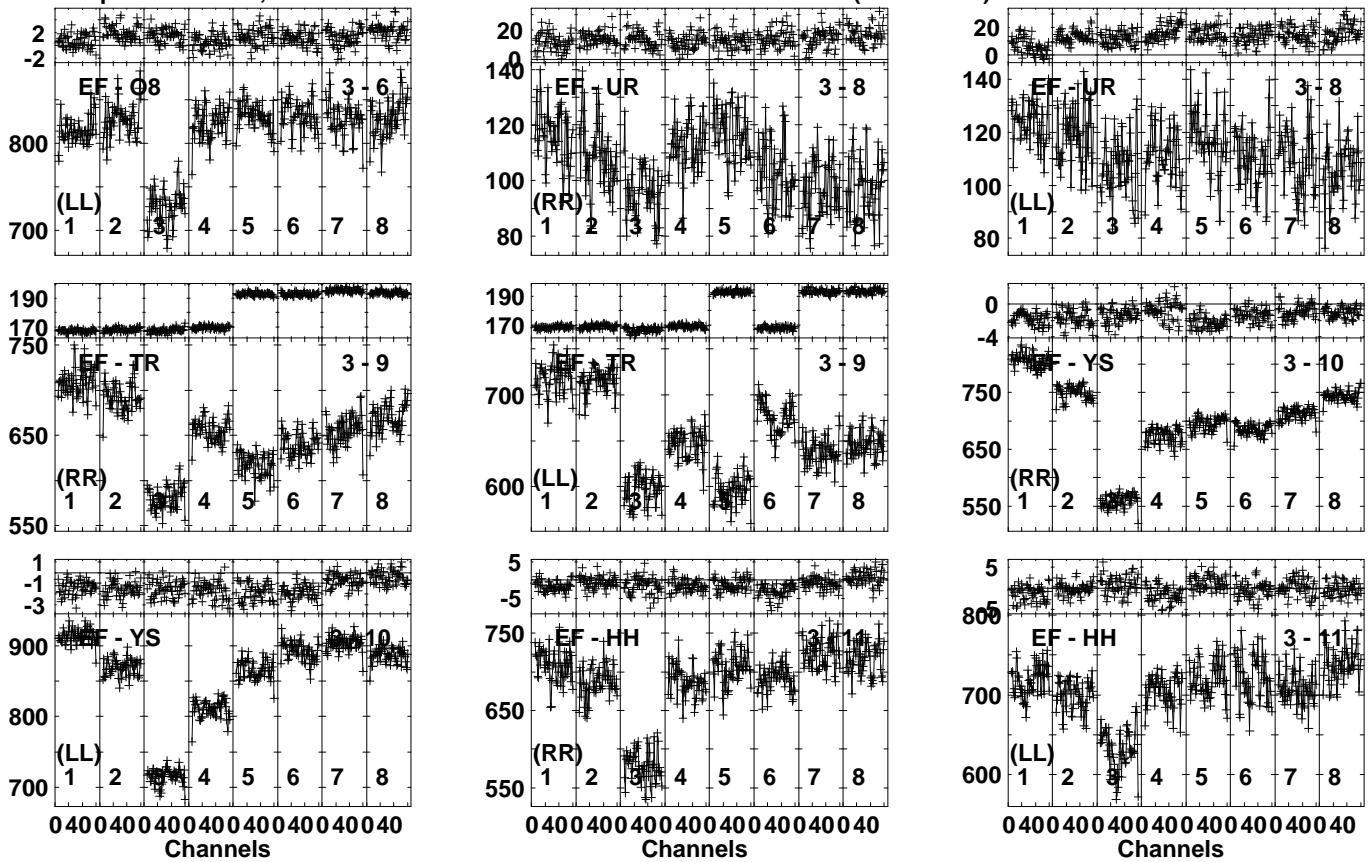 2 20 20
-2 0 0
EF - O8 3 - 6 140 EF - UR 3 - 8 140 EF - UR 3 - 8
800 120 120
100 100
(LL) (RR) (LL)
700 1 2 3 4 5 6 7 8 80 1 2 3 4 5 6 7 8 80 1 2 3 4 5 6 7 8
190 190 0
170 170 -4
750 EF - TR 3 - 9 EF - TR 3 - 9 EF - YS 3 - 10
700 750
650 650
(RR) (LL) (RR)
1 2 3 4 5 6 7 8 600 1 2 3 4 5 6 7 8 550 1 2 3 4 5 6 7 8
550
1 5 5
-1
-3 -5 -5
800
900 EF - YS 3 - 10 750 EF - HH 3 - 11 EF - HH 3 - 11
800 650 700
(LL) (RR) (LL)
700 1 2 3 4 5 6 7 8 550 1 2 3 4 5 6 7 8 600 1 2 3 4 5 6 7 8
0 40 0 40 0 40 0 40 0 40 0 40 0 40 0 40 0 40 0 40 0 40 0 40 0 40 0 40 0 40 0 40 0 40 0 40 0 40 0 40 0 40 0 40 0 40 0 40
Channels Channels Channels